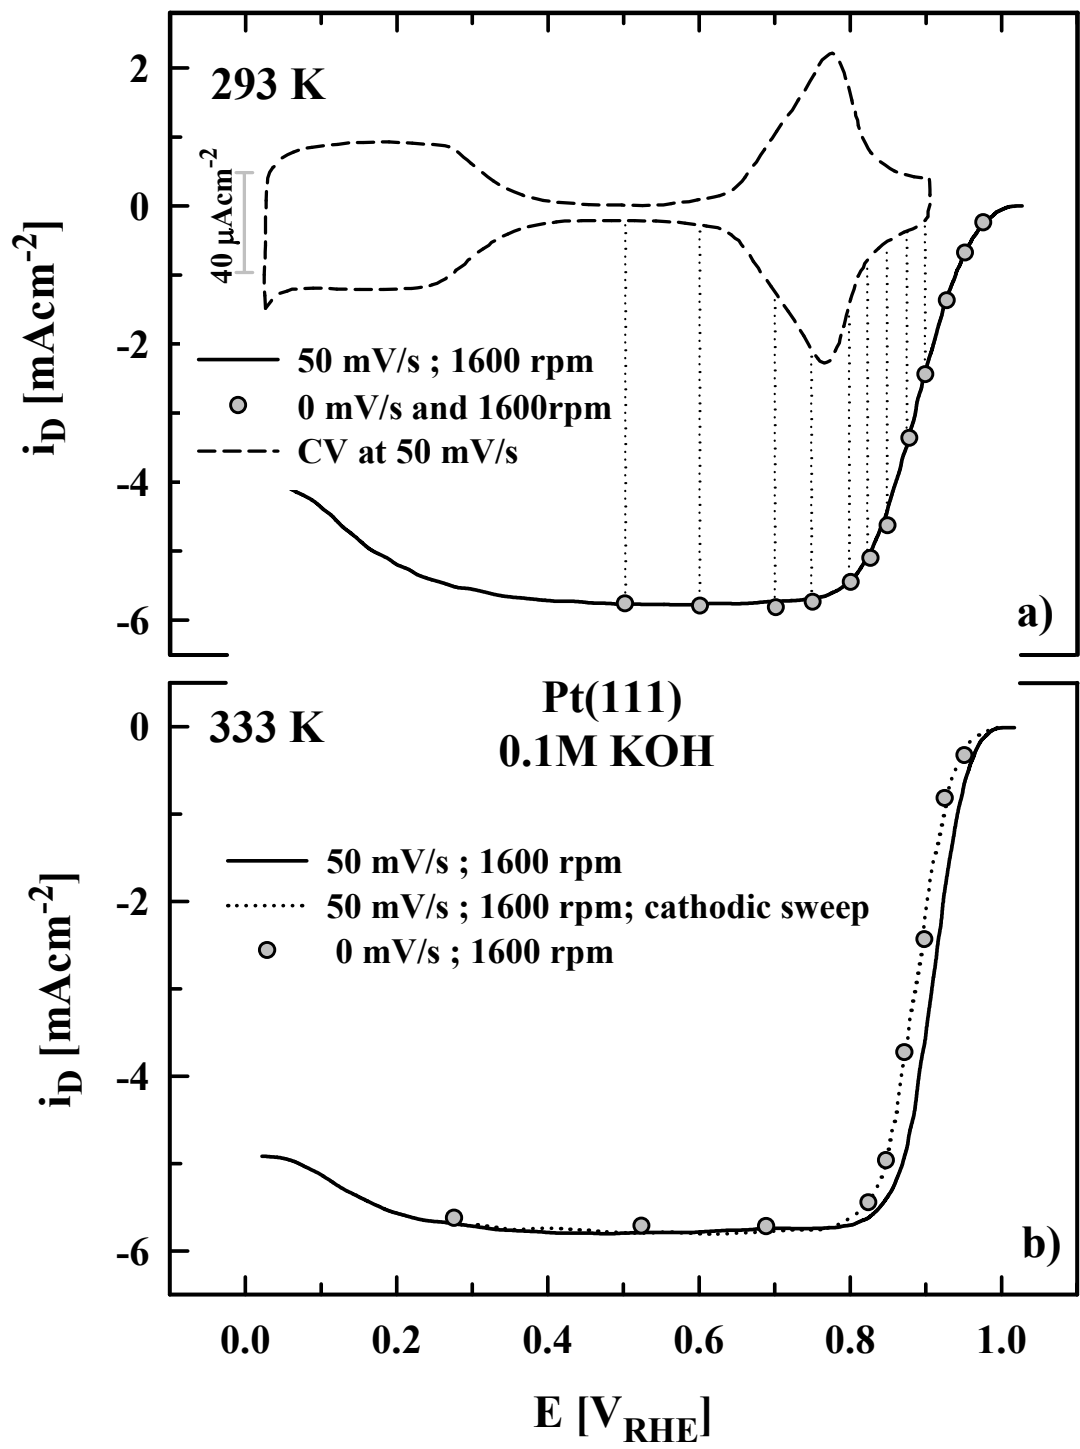 293 K
2
0
-2
-4
-6
i_D [mAcm^-2]
40 μAcm^-2
50 mV/s ; 1600 rpm
0 mV/s and 1600rpm
CV at 50 mV/s
a)
Pt(111)
0.1M KOH
333 K
0
-2
-4
-6
i_D [mAcm^-2]
50 mV/s ; 1600 rpm
50 mV/s ; 1600 rpm; cathodic sweep
0 mV/s ; 1600 rpm
b)
0.0 0.2 0.4 0.6 0.8 1.0
E [V_RHE]